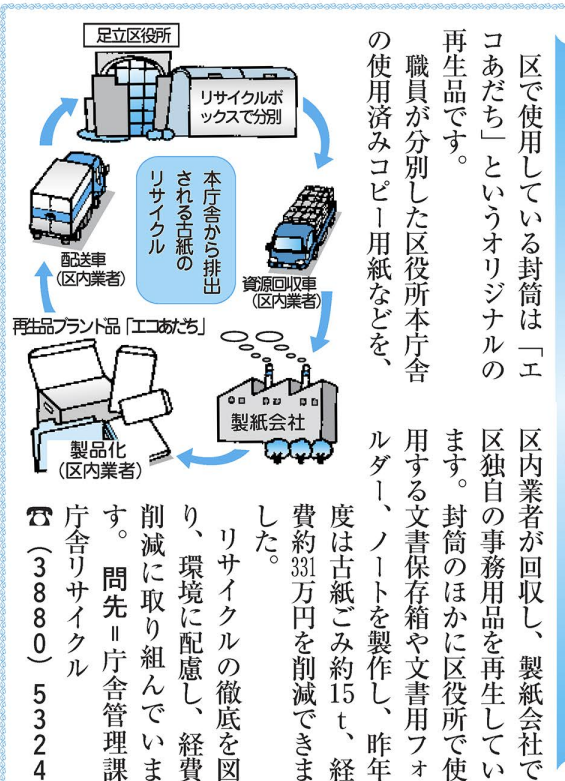 区で使用している封筒は「エ
コあだち」というオリジナルの
再生品です。
職員が分別した区役所本庁舎
の使用済みコピー用紙などを、
区内業者が回収し、製紙会社で
区独自の事務用品を再生してい
ます。封筒のほかに区役所で使
用する文書保存箱や文書用フォ
ルダー、ノートを製作し、昨年
度は古紙ごみ約15t、経
費約331万円を削減できま
した。
リサイクルの徹底を図
り、環境に配慮し、経費
削減に取り組んでいま
す。 問先＝庁舎管理課
庁舎リサイクル
☎(3880)5324
足立区役所
リサイクルボ
ックスで分別
本庁舎から排出
される古紙の
リサイクル
資源回収車
(区内業者)
製紙会社
製品化
(区内業者)
再生品ブランド品「エコあだち」
配送車
(区内業者)